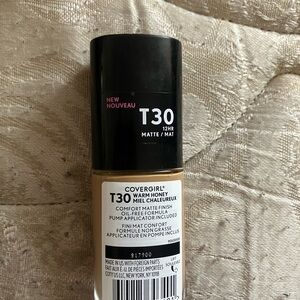 NEW
NOUVEAU
T30
12HR
MATTE / MAT
COVERGIRL
T30 WARM HONEY
MIEL CHALEUREUX
COMFORT MATTE FINISH
OIL-FREE FORMULA
PUMP APPLICATOR INCLUDED
FINI MAT CONFORT
FORMULE NON GRASSE
APPLICATEUR EN POMPE INCLUS
917900
MADE IN US WITH FOREIGN PARTS
FAIT AUX É.-U. DE PIÈCES IMPORTÉES
COTY US LLC, NEW YORK, NY 10118